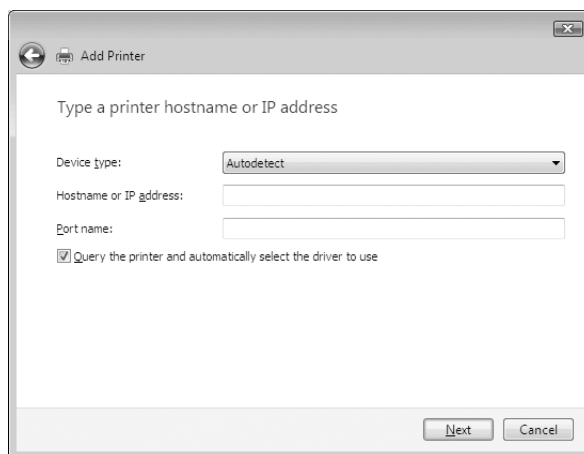 Add Printer
Type a printer hostname or IP address
Device type:
Autodetect
Hostname or IP address:
Port name:
Query the printer and automatically select the driver to use
Next
Cancel